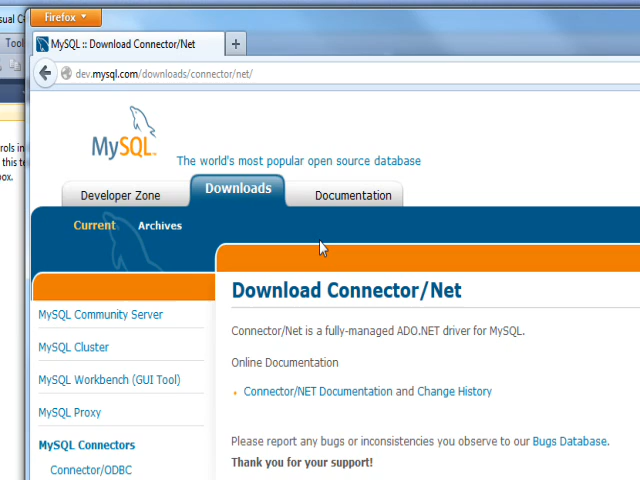 Firefox
MySQL :: Download Connector/Net
dev.mysql.com/downloads/connector/net/
Tool
rols in
this te
box.
MySQL
The world's most popular open source database
Developer Zone
Downloads
Documentation
Current
Archives
Download Connector/Net
Connector/Net is a fully-managed ADO.NET driver for MySQL.
Online Documentation
Connector/NET Documentation and Change History
Please report any bugs or inconsistencies you observe to our Bugs Database.
Thank you for your support!
MySQL Community Server
MySQL Cluster
MySQL Workbench (GUI Tool)
MySQL Proxy
MySQL Connectors
Connector/ODBC